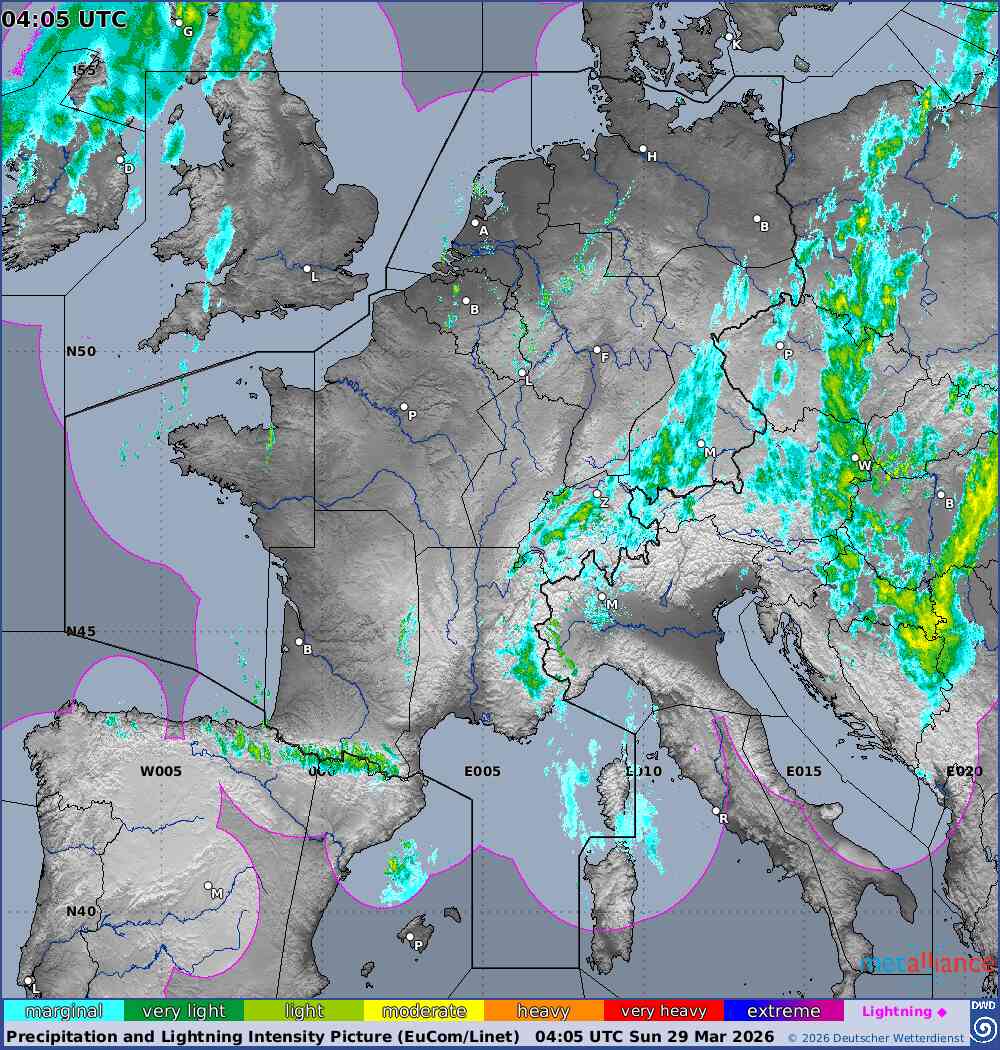 04:05 UTC
G
K
N55
D
H
A
B
L
B
N50
F
P
L
P
M
W
Z
B
M
N45
B
W005
000
E005
E010
E015
E020
R
M
N40
P
L
metalliance
marginal very light light moderate heavy very heavy extreme Lightning ◆ DWD
Precipitation and Lightning Intensity Picture (EuCom/Linet) 04:05 UTC Sun 29 Mar 2026 © 2026 Deutscher Wetterdienst